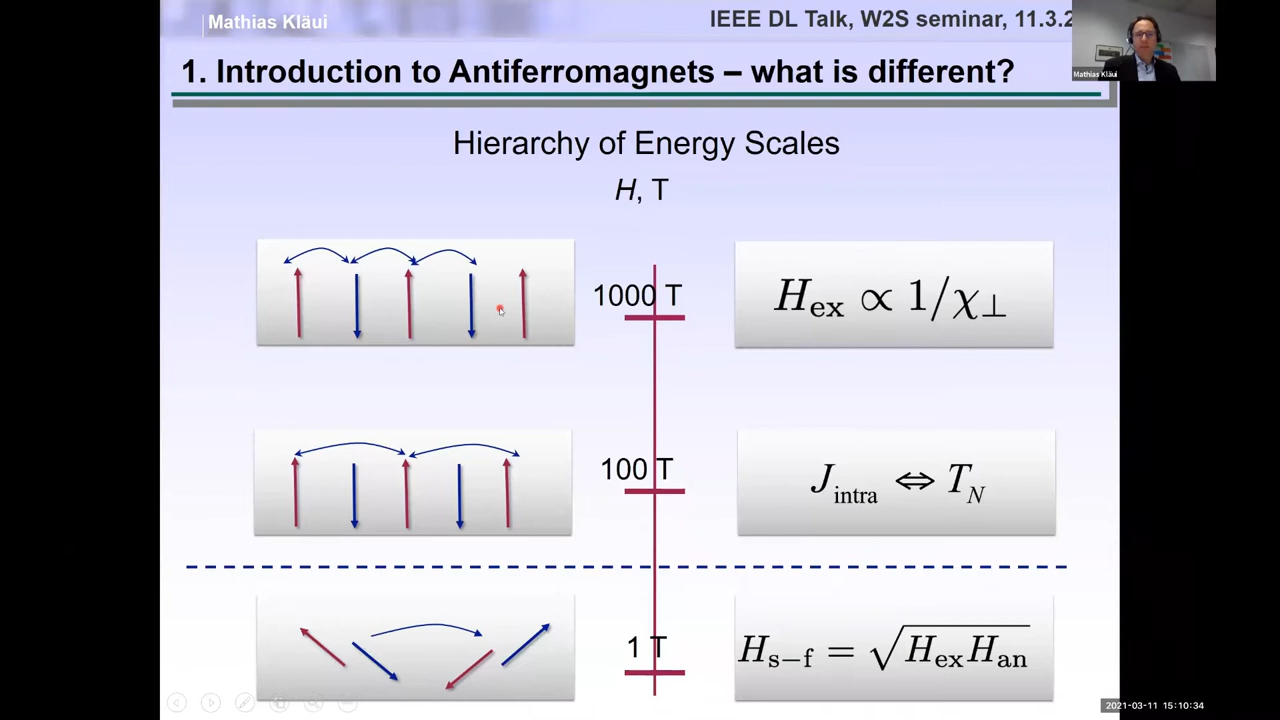 Mathias Kläui
IEEE DL Talk, W2S seminar, 11.3.2
Mathias Kläui
1. Introduction to Antiferromagnets – what is different?
Hierarchy of Energy Scales
H, T
1000 T
H_ex ∝ 1/χ_⊥
100 T
J_intra ⇔ T_N
1 T
H_s−f = √H_ex H_an
2021-03-11 15:10:34